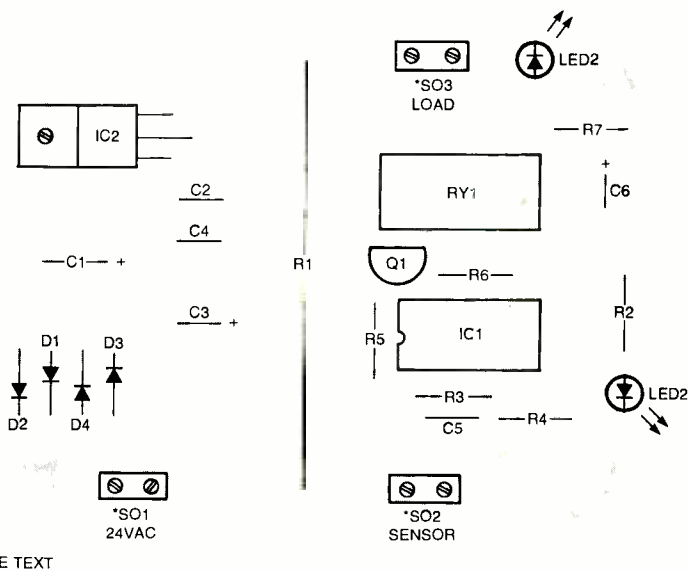 LED2
*SO3
LOAD
IC2
R7
+
C2
RY1
C6
C4
C1 +
R1
Q1
R6
R2
C3 +
R5
IC1
D1
D3
LED2
R3
D2
D4
C5
R4
*SO1
24VAC
*SO2
SENSOR
E TEXT